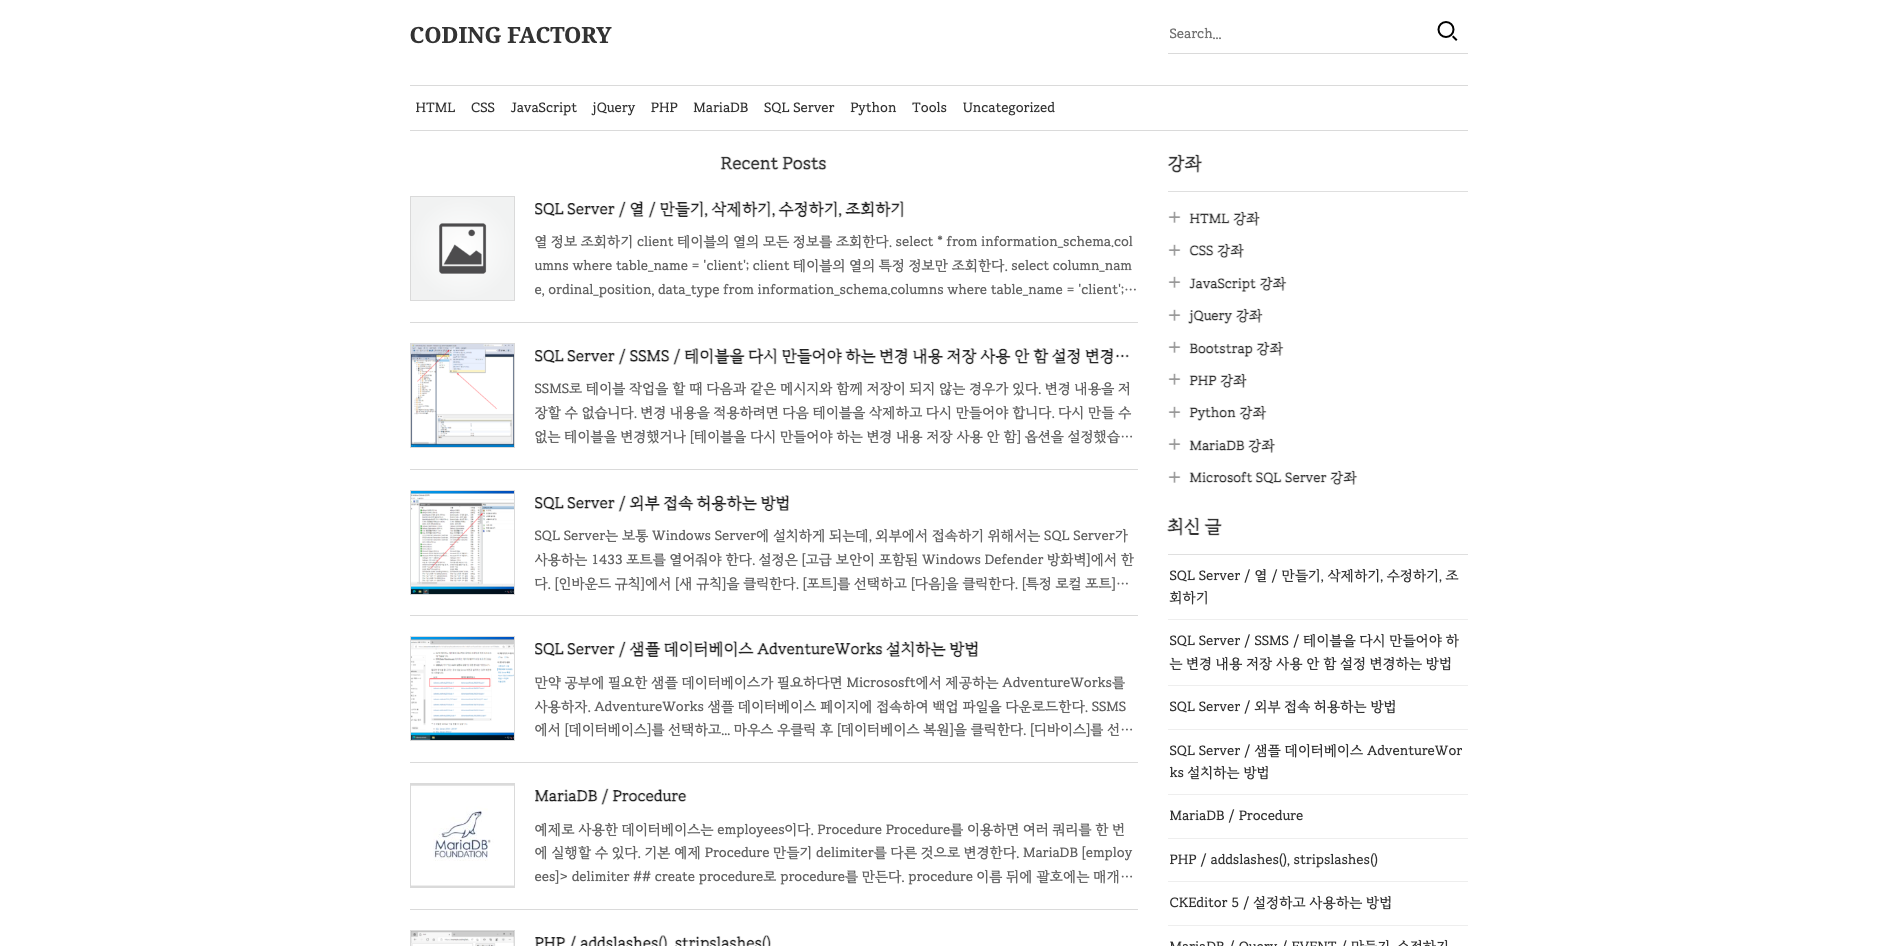 CODING FACTORY
Search...
HTML CSS JavaScript jQuery PHP MariaDB SQL Server Python Tools Uncategorized
Recent Posts
SQL Server / 열 / 만들기, 삭제하기, 수정하기, 조회하기
열 정보 조회하기 client 테이블의 열의 모든 정보를 조회한다. select * from information_schema.col
umns where table_name = 'client'; client 테이블의 열의 특정 정보만 조회한다. select column_nam
e, ordinal_position, data_type from information_schema.columns where table_name = 'client';…
SQL Server / SSMS / 테이블을 다시 만들어야 하는 변경 내용 저장 사용 안 함 설정 변경…
SSMS로 테이블 작업을 할 때 다음과 같은 메시지와 함께 저장이 되지 않는 경우가 있다. 변경 내용을 저
장할 수 없습니다. 변경 내용을 적용하려면 다음 테이블을 삭제하고 다시 만들어야 합니다. 다시 만들 수
없는 테이블을 변경했거나 [테이블을 다시 만들어야 하는 변경 내용 저장 사용 안 함] 옵션을 설정했습…
SQL Server / 외부 접속 허용하는 방법
SQL Server는 보통 Windows Server에 설치하게 되는데, 외부에서 접속하기 위해서는 SQL Server가
사용하는 1433 포트를 열어줘야 한다. 설정은 [고급 보안이 포함된 Windows Defender 방화벽]에서 한
다. [인바운드 규칙]에서 [새 규칙]을 클릭한다. [포트]를 선택하고 [다음]을 클릭한다. [특정 로컬 포트]…
SQL Server / 샘플 데이터베이스 AdventureWorks 설치하는 방법
만약 공부에 필요한 샘플 데이터베이스가 필요하다면 Micrososft에서 제공하는 AdventureWorks를
사용하자. AdventureWorks 샘플 데이터베이스 페이지에 접속하여 백업 파일을 다운로드한다. SSMS
에서 [데이터베이스]를 선택하고... 마우스 우클릭 후 [데이터베이스 복원]을 클릭한다. [디바이스]를 선…
MariaDB
FOUNDATION
MariaDB / Procedure
예제로 사용한 데이터베이스는 employees이다. Procedure Procedure를 이용하면 여러 쿼리를 한 번
에 실행할 수 있다. 기본 예제 Procedure 만들기 delimiter를 다른 것으로 변경한다. MariaDB [employ
ees]> delimiter ## create procedure로 procedure를 만든다. procedure 이름 뒤에 괄호에는 매개…
PHP / addslashes(), stripslashes()
강좌
HTML 강좌
CSS 강좌
JavaScript 강좌
jQuery 강좌
Bootstrap 강좌
PHP 강좌
Python 강좌
MariaDB 강좌
Microsoft SQL Server 강좌
최신 글
SQL Server / 열 / 만들기, 삭제하기, 수정하기, 조
회하기
SQL Server / SSMS / 테이블을 다시 만들어야 하
는 변경 내용 저장 사용 안 함 설정 변경하는 방법
SQL Server / 외부 접속 허용하는 방법
SQL Server / 샘플 데이터베이스 AdventureWor
ks 설치하는 방법
MariaDB / Procedure
PHP / addslashes(), stripslashes()
CKEditor 5 / 설정하고 사용하는 방법
MariaDB / Query / EVENT / 만들기, 수정하기,